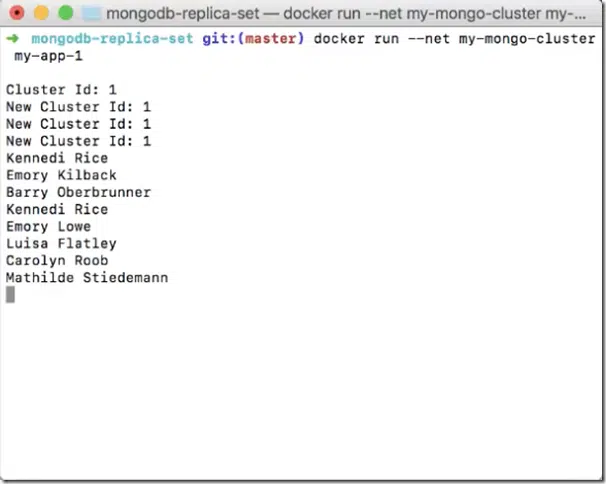 mongodb-replica-set — docker run --net my-mongo-cluster my-...
➜ mongodb-replica-set git:(master) docker run --net my-mongo-cluster
my-app-1
Cluster Id: 1
New Cluster Id: 1
New Cluster Id: 1
New Cluster Id: 1
Kennedi Rice
Emory Kilback
Barry Oberbrunner
Kennedi Rice
Emory Lowe
Luisa Flatley
Carolyn Roob
Mathilde Stiedemann